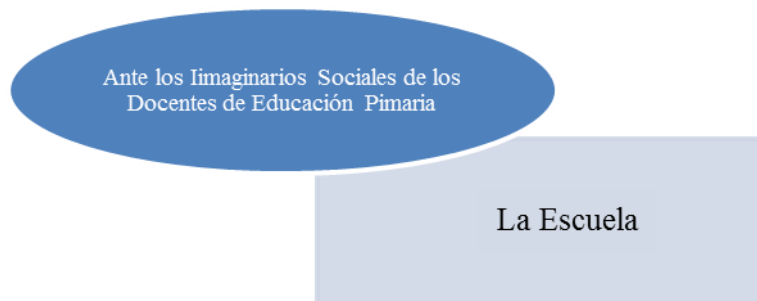 Ante los Iimaginarios Sociales de los
Docentes de Educación Pimaria
La Escuela